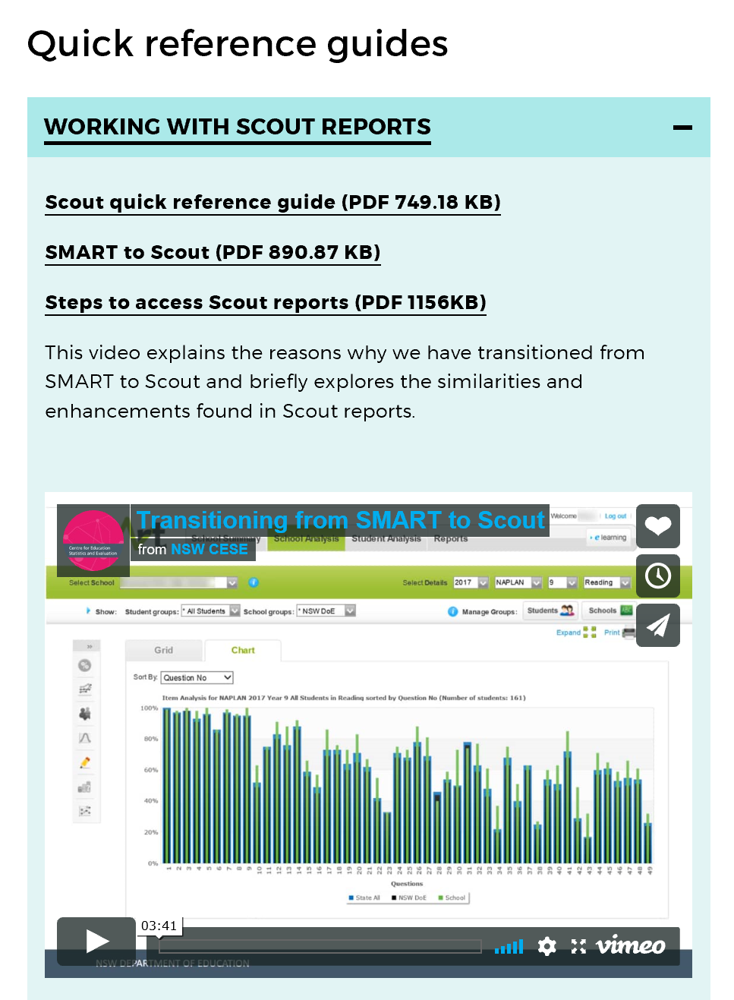 Quick reference guides
WORKING WITH SCOUT REPORTS
Scout quick reference guide (PDF 749.18 KB)
SMART to Scout (PDF 890.87 KB)
Steps to access Scout reports (PDF 1156KB)
This video explains the reasons why we have transitioned from
SMART to Scout and briefly explores the similarities and
enhancements found in Scout reports.
Transitioning from SMART to Scout
from NSW CESE
Centre for Education
Statistics and Evaluation
Welcome Log out
School Summary School Analysis Student Analysis Reports
e learning
Select School Select Details 2017 NAPLAN 9 Reading
Show: Student groups: * All Students School groups: * NSW DoE Manage Groups: Students Schools
Expand Print
Grid Chart
Sort By: Question No
Item Analysis for NAPLAN 2017 Year 9 All Students in Reading sorted by Question No (Number of students: 161)
100%
80%
60%
40%
20%
0%
1 2 3 4 5 6 7 8 9 10 11 12 13 14 15 16 17 18 19 20 21 22 23 24 25 26 27 28 29 30 31 32 33 34 35 36 37 38 39 40 41 42 43 44 45 46 47 48 49
Questions
State All NSW DoE School
03:41
vimeo
NSW DEPARTMENT OF EDUCATION